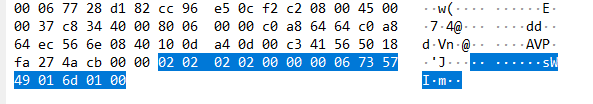 00 06 77 28 d1 82 cc 96 e5 0c f2 c2 08 00 45 00 ··w(···· ······E·
00 37 c8 34 40 00 80 06 00 00 c0 a8 64 64 c0 a8 ·7·4@··· ····dd··
64 ec 56 6e 08 40 10 0d a4 0d 00 c3 41 56 50 18 d·Vn·@·· ····AVP·
fa 27 4a cb 00 00 02 02 02 02 00 00 00 06 73 57 ·'J····· ······sW
49 01 6d 01 00 I·m··